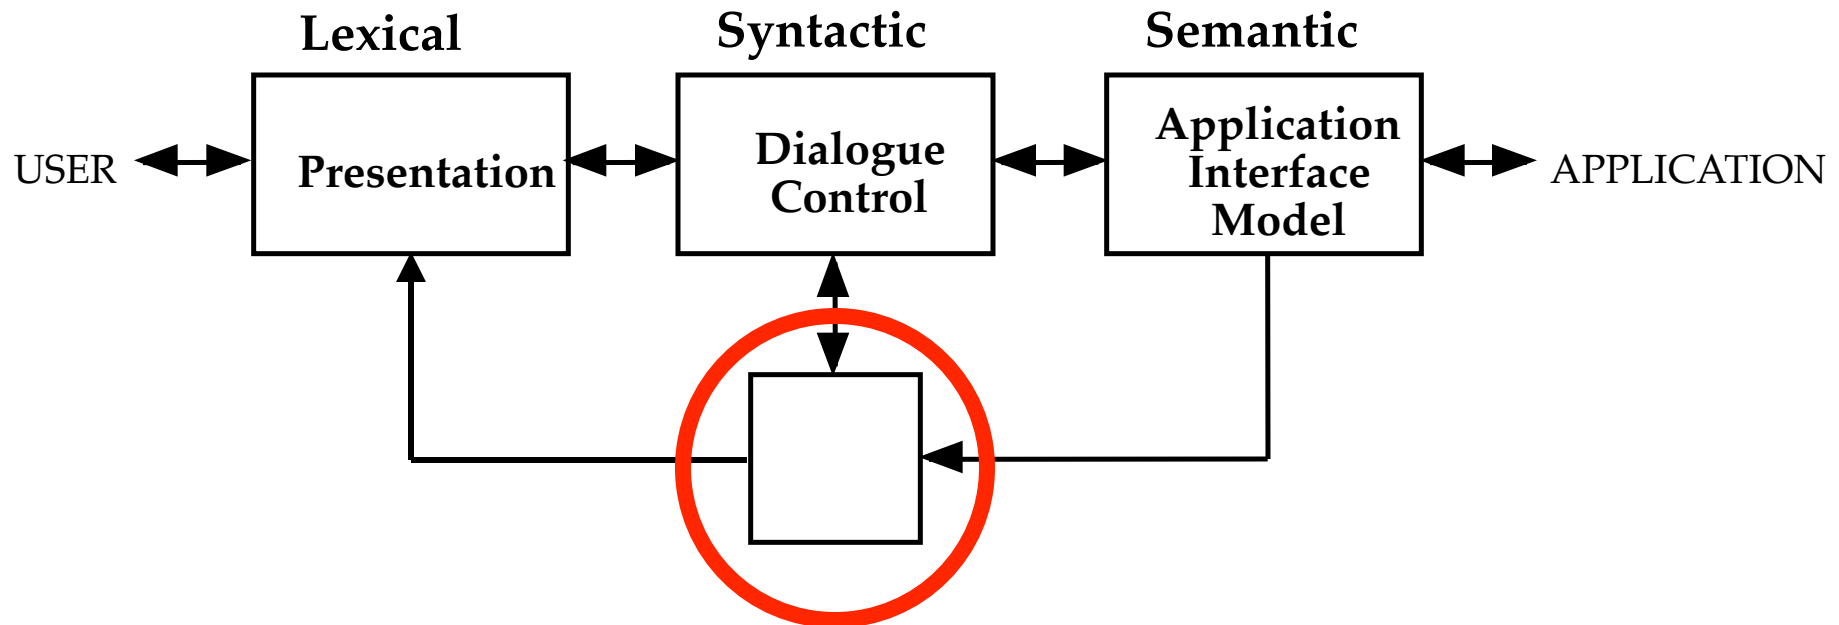 Lexical
Syntactic
Semantic
USER
Presentation
Dialogue
Control
Application
Interface
Model
APPLICATION